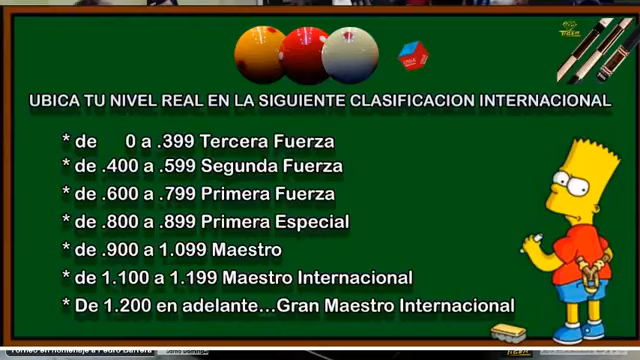 UBICA TU NIVEL REAL EN LA SIGUIENTE CLASIFICACION INTERNACIONAL
* de 0 a .399 Tercera Fuerza
* de .400 a .599 Segunda Fuerza
* de .600 a .799 Primera Fuerza
* de .800 a .899 Primera Especial
* de .900 a 1.099 Maestro
* de 1.100 a 1.199 Maestro Internacional
* De 1.200 en adelante...Gran Maestro Internacional